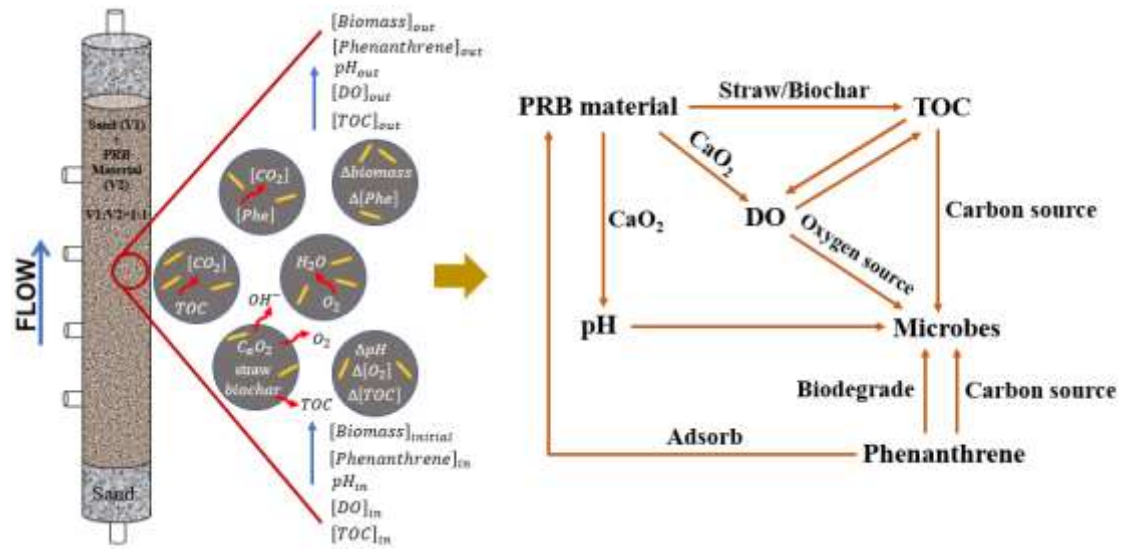 [Biomass]out
[Phenanthrene]out
pHout
[DO]out
[TOC]out
Sand (V1)
+
PRB
Material
(V2)
V1:V2=1:1
FLOW
Sand
[CO2]
[Phe]
Δbiomass
Δ[Phe]
[CO2]
TOC
H2O
O2
OH−
O2
CaO2
straw
biochar
TOC
ΔpH
Δ[O2]
Δ[TOC]
[Biomass]initial
[Phenanthrene]in
pHin
[DO]in
[TOC]in
PRB material
Straw/Biochar
TOC
CaO2
DO
CaO2
Oxygen source
Carbon source
pH
Microbes
Biodegrade
Carbon source
Adsorb
Phenanthrene